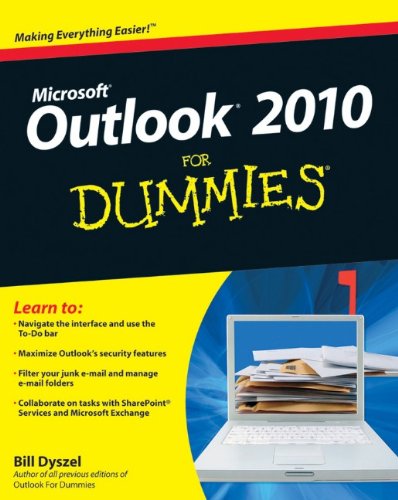 Making Everything Easier!™
Microsoft®
Outlook® 2010
FOR
DUMMIES®
Learn to:
• Navigate the interface and use the
To-Do bar
• Maximize Outlook's security features
• Filter your junk e-mail and manage
e-mail folders
• Collaborate on tasks with SharePoint®
Services and Microsoft Exchange
Bill Dyszel
Author of all previous editions of
Outlook For Dummies